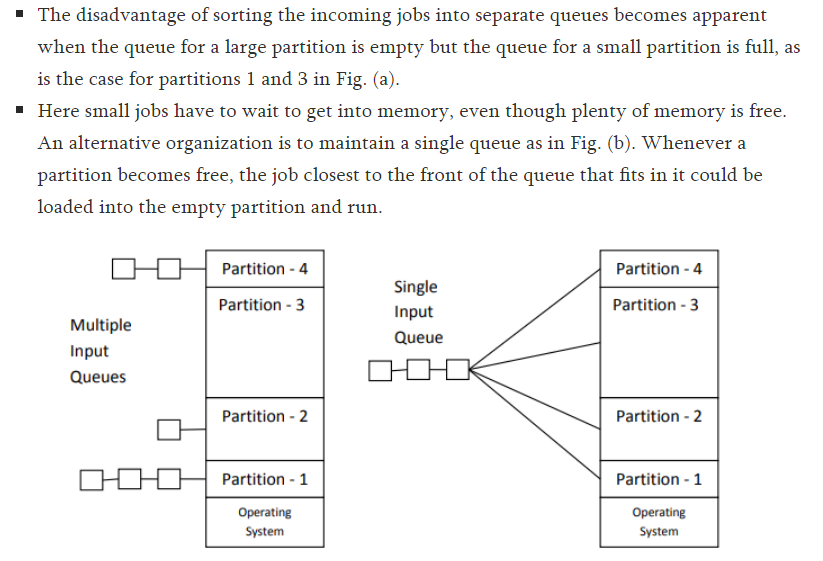 ▪ The disadvantage of sorting the incoming jobs into separate queues becomes apparent
when the queue for a large partition is empty but the queue for a small partition is full, as
is the case for partitions 1 and 3 in Fig. (a).
▪ Here small jobs have to wait to get into memory, even though plenty of memory is free.
An alternative organization is to maintain a single queue as in Fig. (b). Whenever a
partition becomes free, the job closest to the front of the queue that fits in it could be
loaded into the empty partition and run.
Multiple
Input
Queues
Partition - 4
Partition - 3
Partition - 2
Partition - 1
Operating
System
Single
Input
Queue
Partition - 4
Partition - 3
Partition - 2
Partition - 1
Operating
System